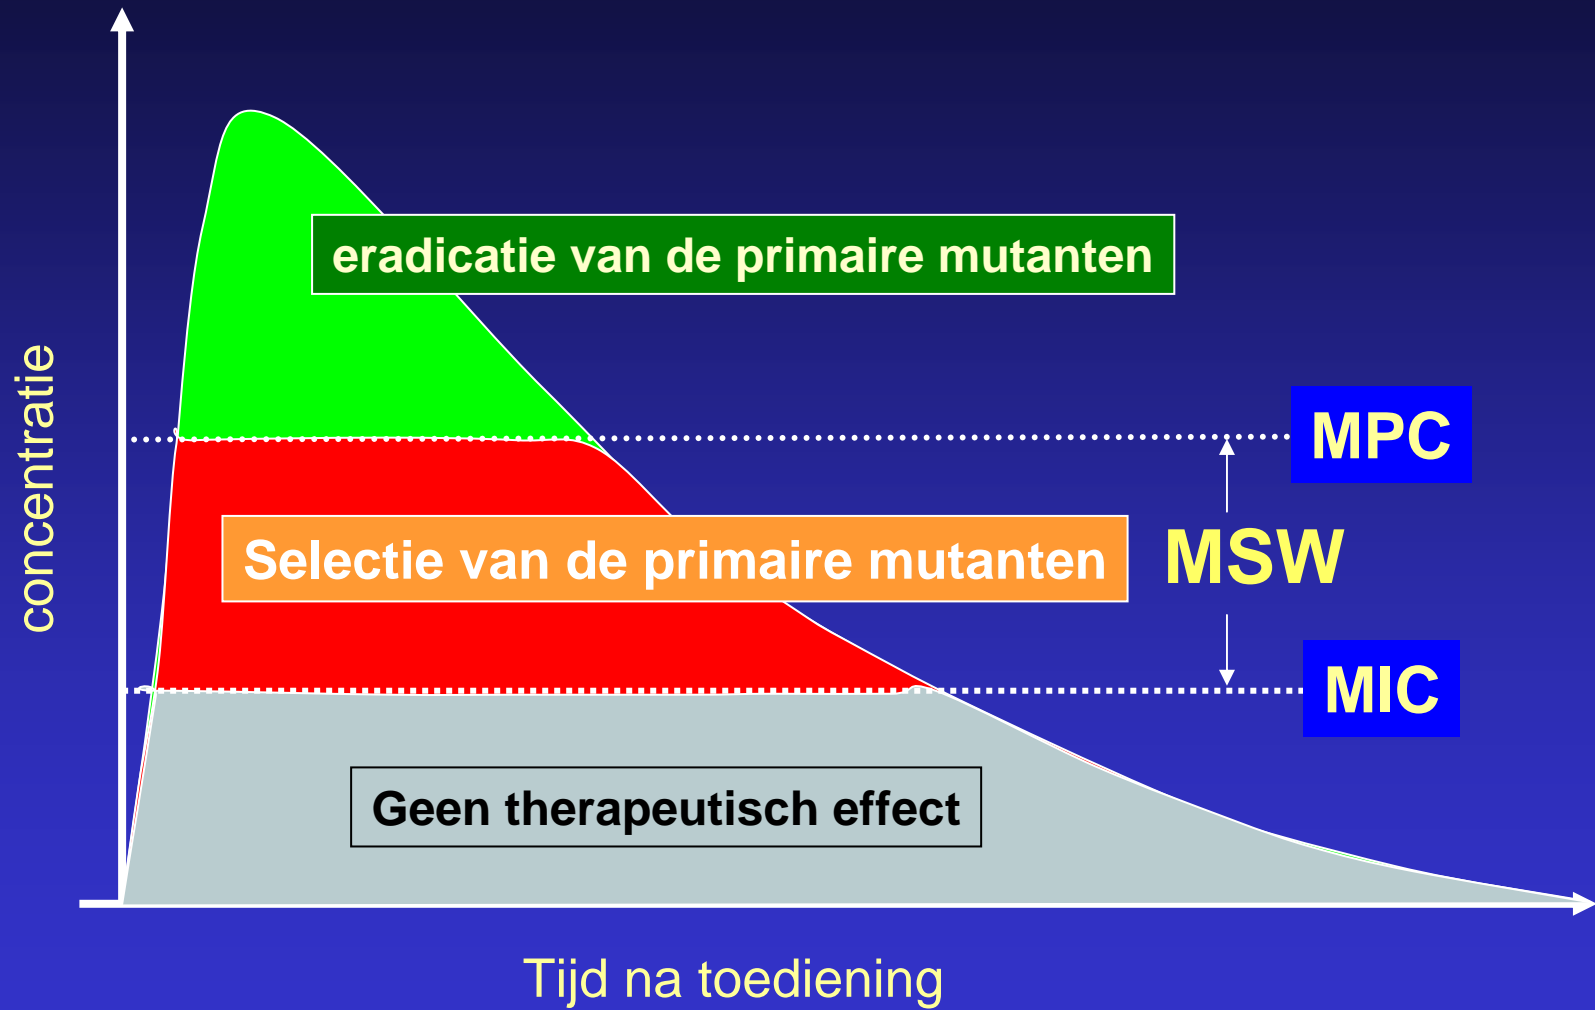 eradicatie van de primaire mutanten
concentratie
MPC
Selectie van de primaire mutanten
MSW
MIC
Geen therapeutisch effect
Tijd na toediening